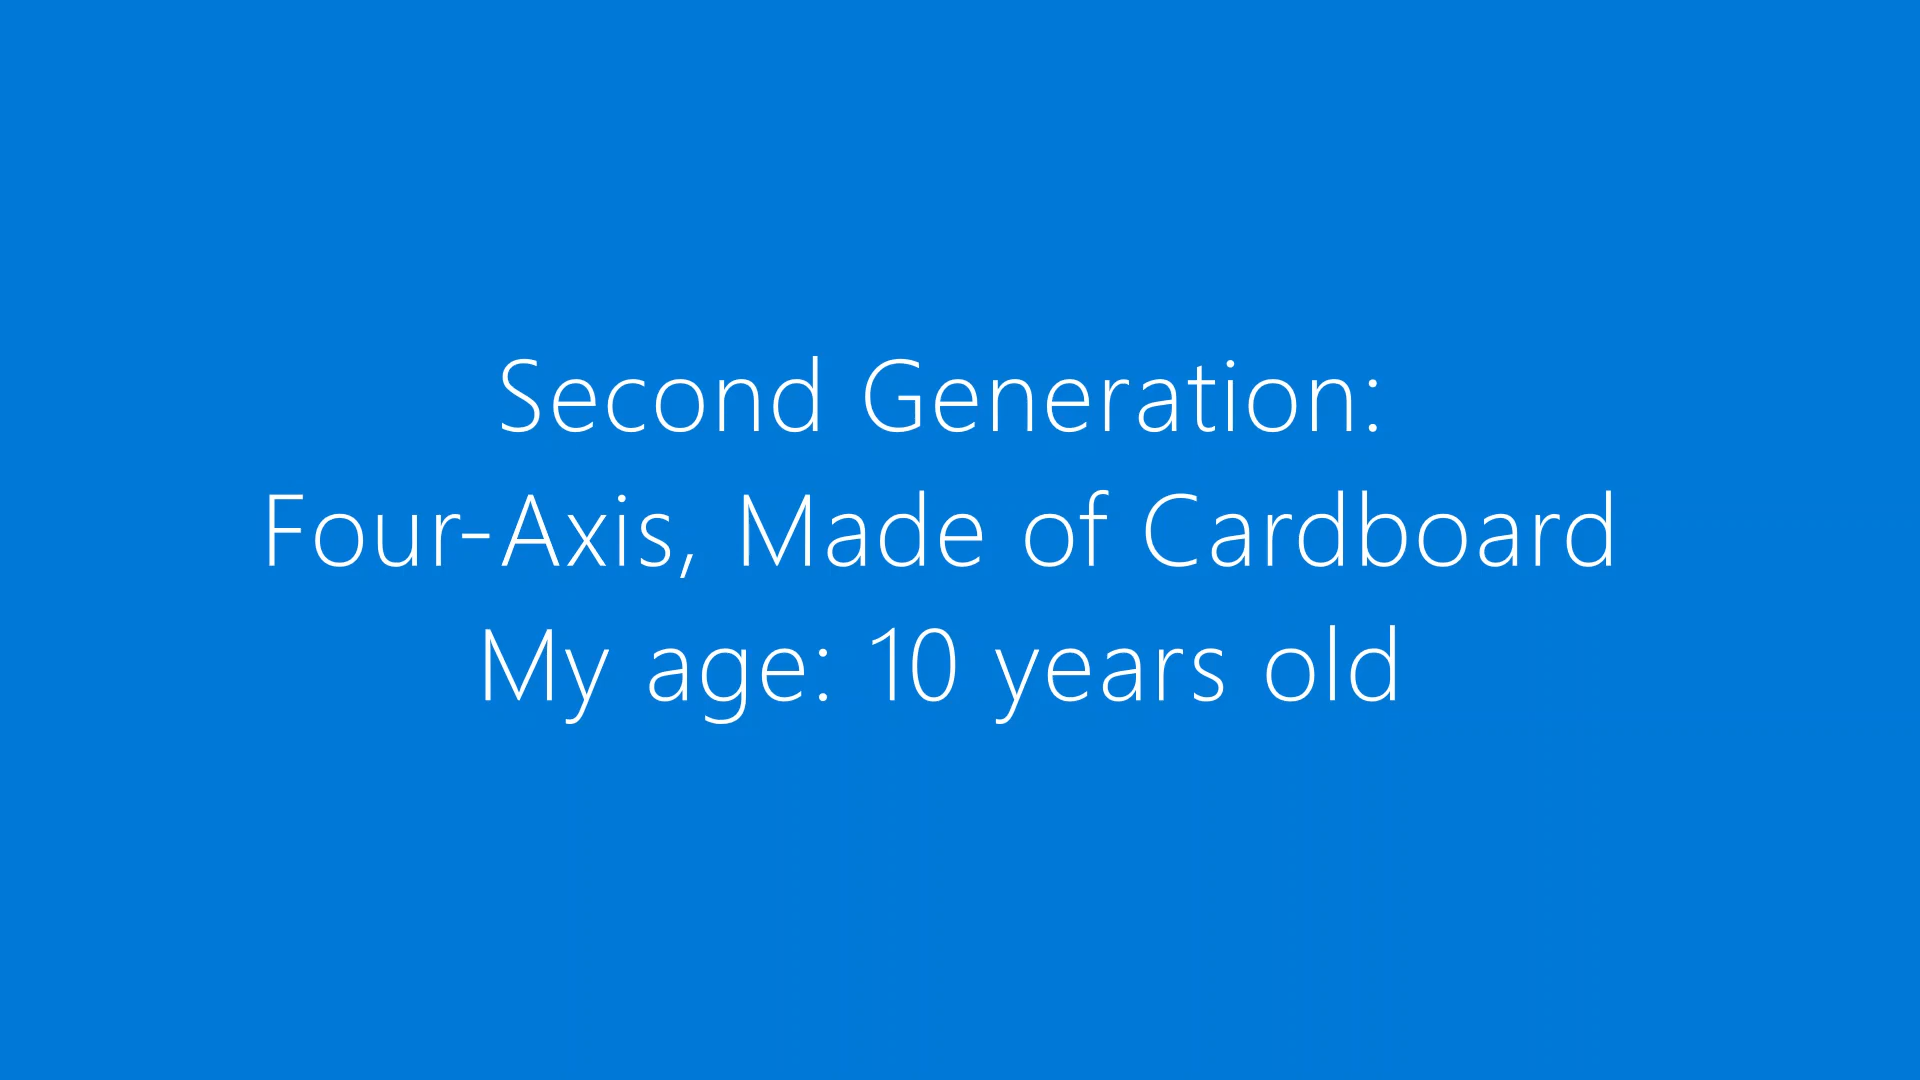 Second Generation:
Four-Axis, Made of Cardboard
My age: 10 years old